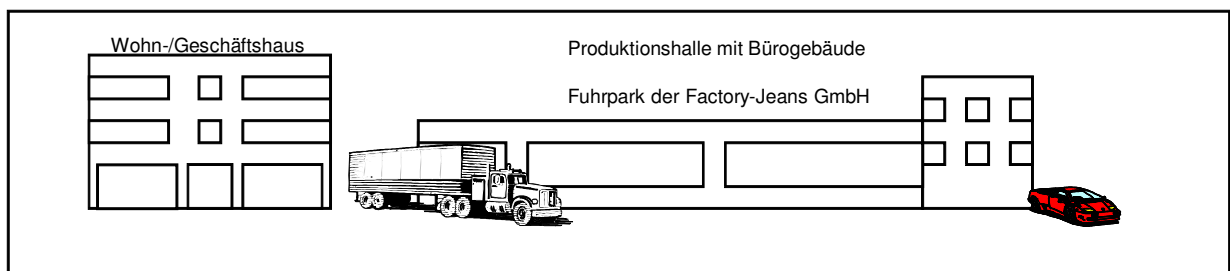 Wohn-/Geschäftshaus
Produktionshalle mit Bürogebäude
Fuhrpark der Factory-Jeans GmbH